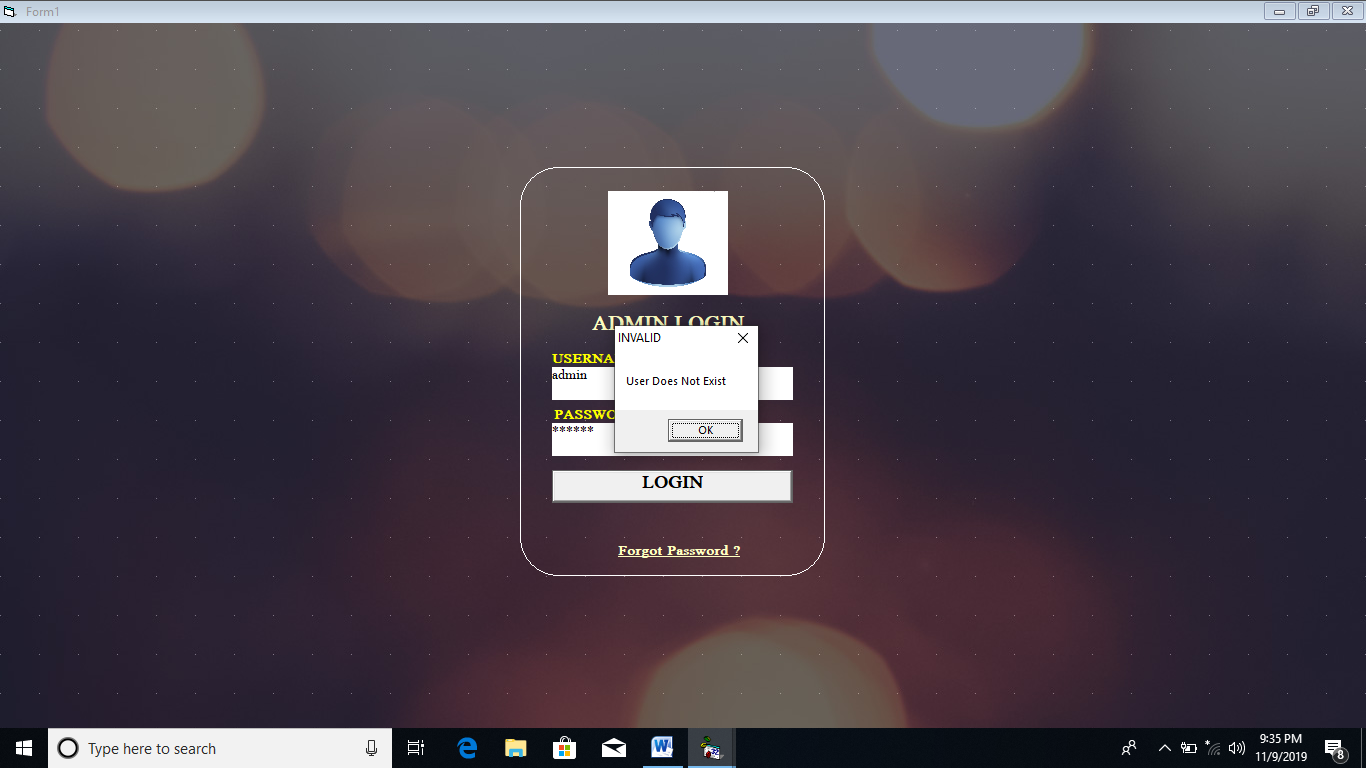 Form1
ADMIN LOGIN
INVALID
User Does Not Exist
OK
USERNA
admin
PASSWO
******
LOGIN
Forgot Password ?
Type here to search
9:35 PM
11/9/2019
8